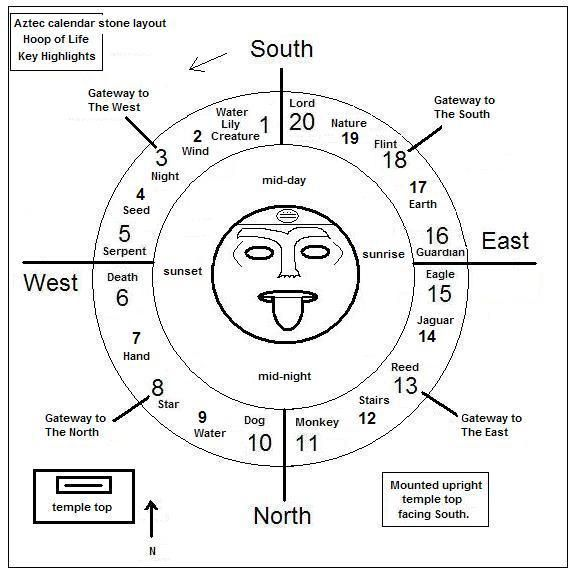 Aztec calendar stone layout
Hoop of Life
Key Highlights
South
Gateway to
The West
Gateway to
The South
Water
Lily
Creature
1
Lord
20
2
Wind
Nature
19
3
Night
Flint
18
4
Seed
17
Earth
5
Serpent
16
Guardian
mid-day
sunset
sunrise
West
East
Death
6
Eagle
15
7
Hand
Jaguar
14
8
Star
Reed
13
mid-night
9
Water
Stairs
12
Dog
10
Monkey
11
Gateway to
The North
Gateway to
The East
temple top
N
North
Mounted upright
temple top
facing South.